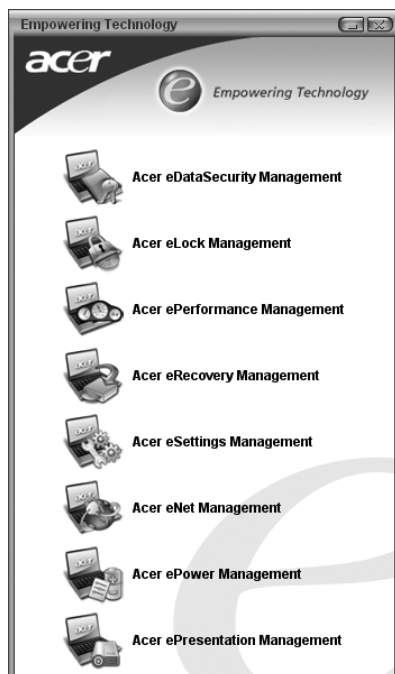 Empowering Technology
acer
e Empowering Technology
Acer eDataSecurity Management
Acer eLock Management
Acer ePerformance Management
Acer eRecovery Management
Acer eSettings Management
Acer eNet Management
Acer ePower Management
Acer ePresentation Management